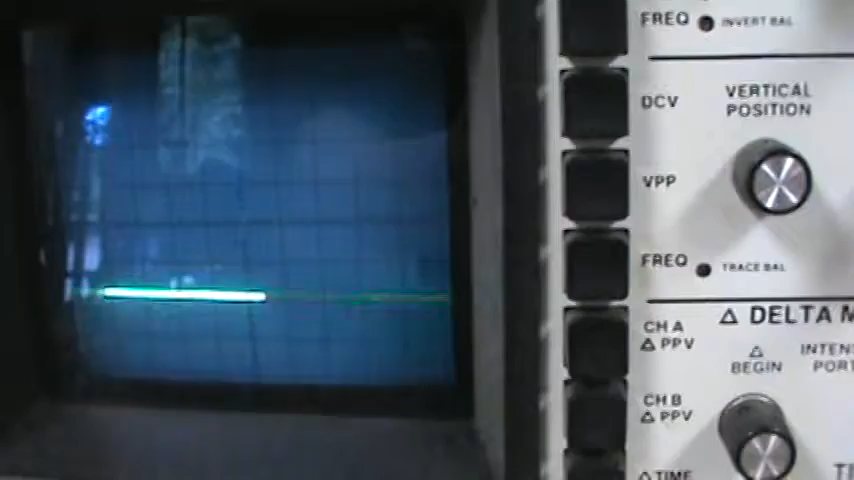 FREQ
INVERT BAL
DCV
VERTICAL
POSITION
VPP
FREQ
TRACE BAL
CH A
△ PPV
△ DELTA
△
BEGIN
CH B
△ PPV
△ TIME